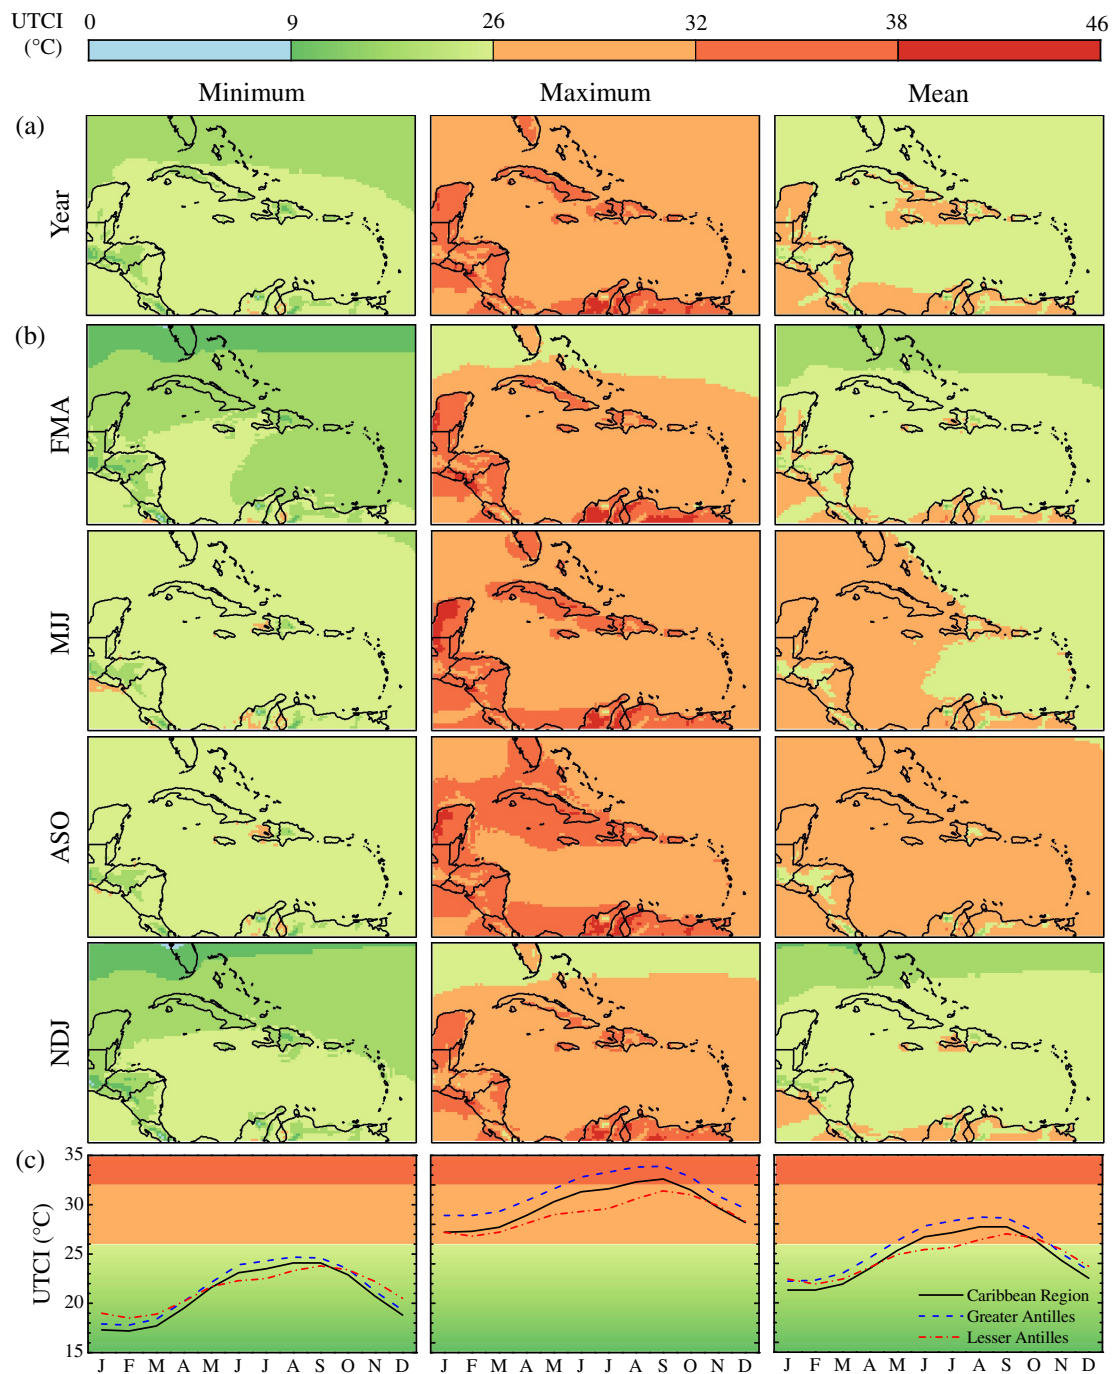 UTCI 0 9 26 32 38 46
(°C)
Minimum Maximum Mean
(a)
Year
(b)
FMA
MJJ
ASO
NDJ
(c)
35
30
25
20
15
UTCI (°C)
Caribbean Region
Greater Antilles
Lesser Antilles
J F M A M J J A S O N D J F M A M J J A S O N D J F M A M J J A S O N D